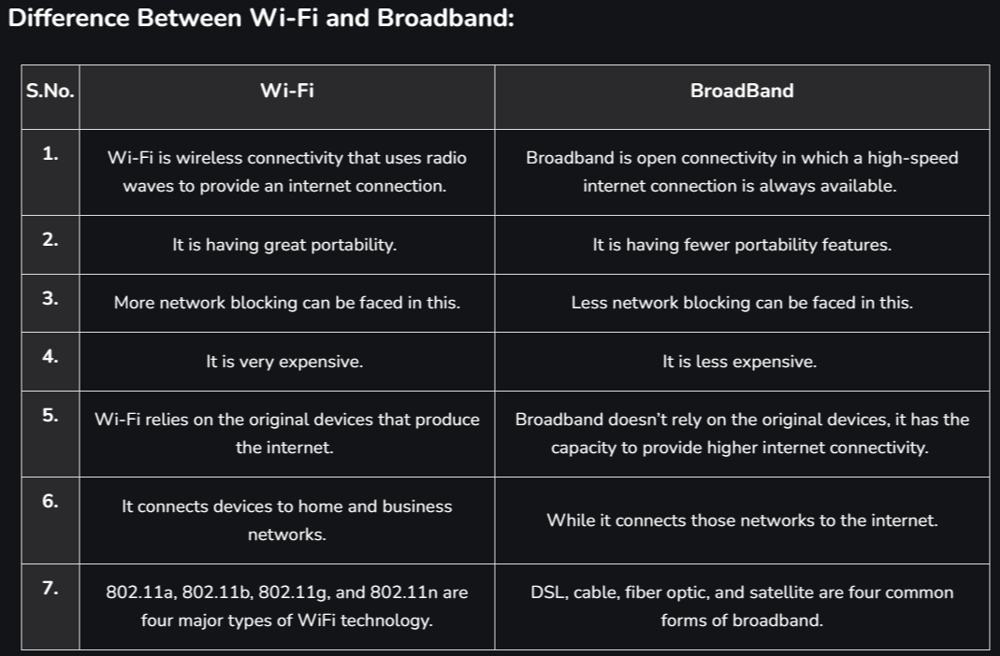 Difference Between Wi-Fi and Broadband:
S.No.
Wi-Fi
BroadBand
1.
Wi-Fi is wireless connectivity that uses radio
waves to provide an internet connection.
Broadband is open connectivity in which a high-speed
internet connection is always available.
2.
It is having great portability.
It is having fewer portability features.
3.
More network blocking can be faced in this.
Less network blocking can be faced in this.
4.
It is very expensive.
It is less expensive.
5.
Wi-Fi relies on the original devices that produce
the internet.
Broadband doesn’t rely on the original devices, it has the
capacity to provide higher internet connectivity.
6.
It connects devices to home and business
networks.
While it connects those networks to the internet.
7.
802.11a, 802.11b, 802.11g, and 802.11n are
four major types of WiFi technology.
DSL, cable, fiber optic, and satellite are four common
forms of broadband.